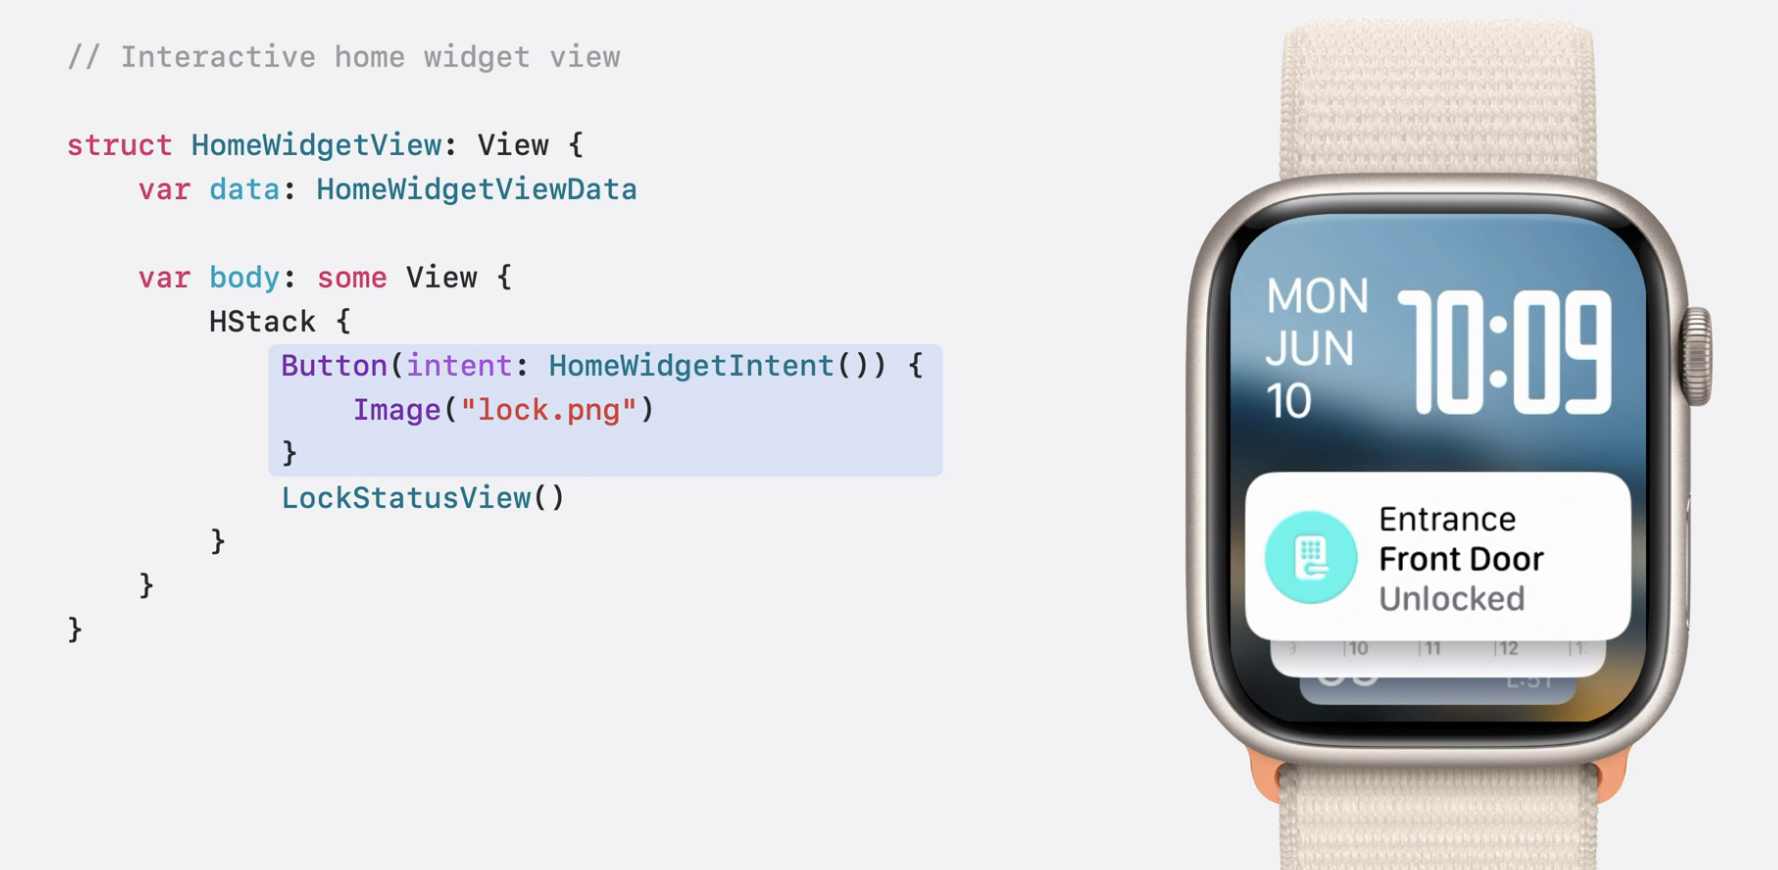 // Interactive home widget view
struct HomeWidgetView: View {
var data: HomeWidgetViewData
var body: some View {
HStack {
Button(intent: HomeWidgetIntent()) {
Image("lock.png")
}
LockStatusView()
}
}
}
MON
JUN
10
10:09
Entrance
Front Door
Unlocked
10 11 12